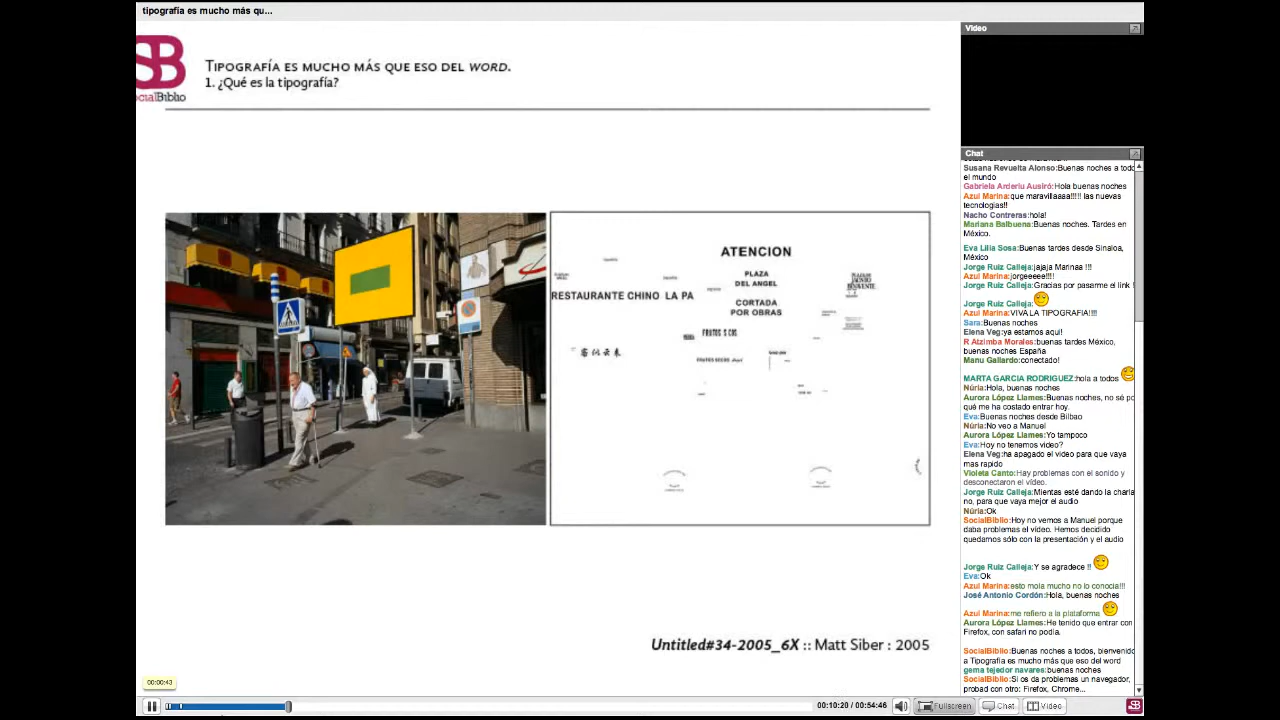 tipografía es mucho más qu...
SB
ocialBiblio
TIPOGRAFÍA ES MUCHO MÁS QUE ESO DEL WORD.
1. ¿Qué es la tipografía?
ATENCION
PLAZA
DEL ANGEL
CORTADA
POR OBRAS
RESTAURANTE CHINO LA PA
FRUTOS S COS
FRUTOS SECOS
Untitled#34-2005_6X :: Matt Siber : 2005
00:00:43
00:10:20 / 00:54:46
Fullscreen
Chat
Video
SB
Video
Chat
Susana Revuelta Alonso:Buenas noches a todo
el mundo
Gabriela Arderiu Ausiró:Hola buenas noches
Azul Marina:que maravillaaaa!!!!! las nuevas
tecnologias!!
Nacho Contreras:hola!
Mariana Balbuena:Buenas noches. Tardes en
México.
Eva Lilia Sosa:Buenas tardes desde Sinaloa,
México
Jorge Ruiz Calleja:jajaja Marinaa !!!
Azul Marina:jorgeeeee!!!!
Jorge Ruiz Calleja:Gracias por pasarme el link !
Jorge Ruiz Calleja:
Azul Marina:VIVA LA TIPOGRAFIA!!!!
Sara:Buenas noches
Elena Veg:ya estamos aqui!
R Atzimba Morales:buenas tardes México,
buenas noches España
Manu Gallardo:conectado!
MARTA GARCIA RODRIGUEZ:hola a todos
Núria:Hola, buenas noches
Aurora López Llames:Buenas noches, no sé po
qué me ha costado entrar hoy.
Eva:Buenas noches desde Bilbao
Núria:No veo a Manuel
Aurora López Llames:Yo tampoco
Eva:Hoy no tenemos video?
Elena Veg:ha apagado el video para que vaya
mas rapido
Violeta Canto:Hay problemas con el sonido y
desconectaron el vídeo.
Jorge Ruiz Calleja:Mientas esté dando la charla
no, para que vaya mejor el audio
Núria:Ok
SocialBiblio:Hoy no vemos a Manuel porque
daba problemas el vídeo. Hemos decidido
quedarnos sólo con la presentación y el audio
Jorge Ruiz Calleja:Y se agradece !!
Eva:Ok
Azul Marina:esto mola mucho no lo conocia!!!
José Antonio Cordón:Hola, buenas noches
Azul Marina:me refiero a la plataforma
Aurora López Llames:He tenido que entrar con
Firefox, con safari no podía.
SocialBiblio:Buenas noches a todos, bienvenido
a Tipografía es mucho más que eso del word
gema tejedor navares:buenas noches
SocialBiblio:Si os da problemas un navegador,
probad con otro: Firefox, Chrome...